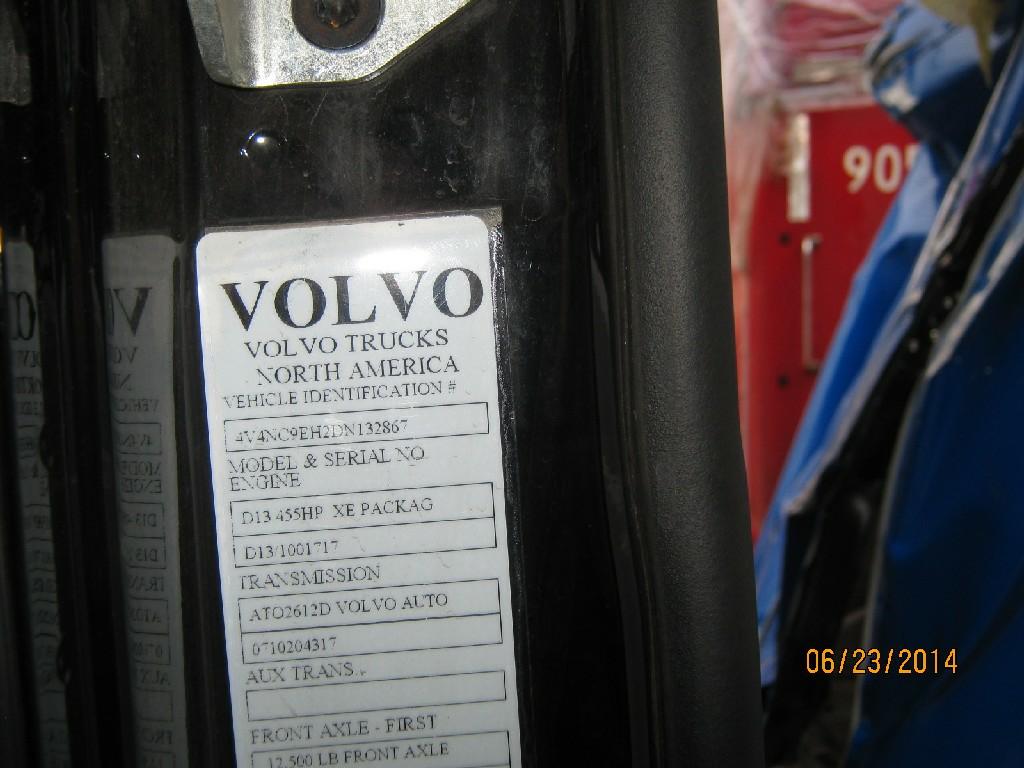 VOLVO
VOLVO TRUCKS
NORTH AMERICA
VEHICLE IDENTIFICATION #
4V4NC9EH2DN132867
MODEL & SERIAL NO
ENGINE
D13 455HP XE PACKAG
D13/1001717
TRANSMISSION
ATO2612D VOLVO AUTO
0710204317
AUX TRANS..
FRONT AXLE - FIRST
12,500 LB FRONT AXLE
90
06/23/2014